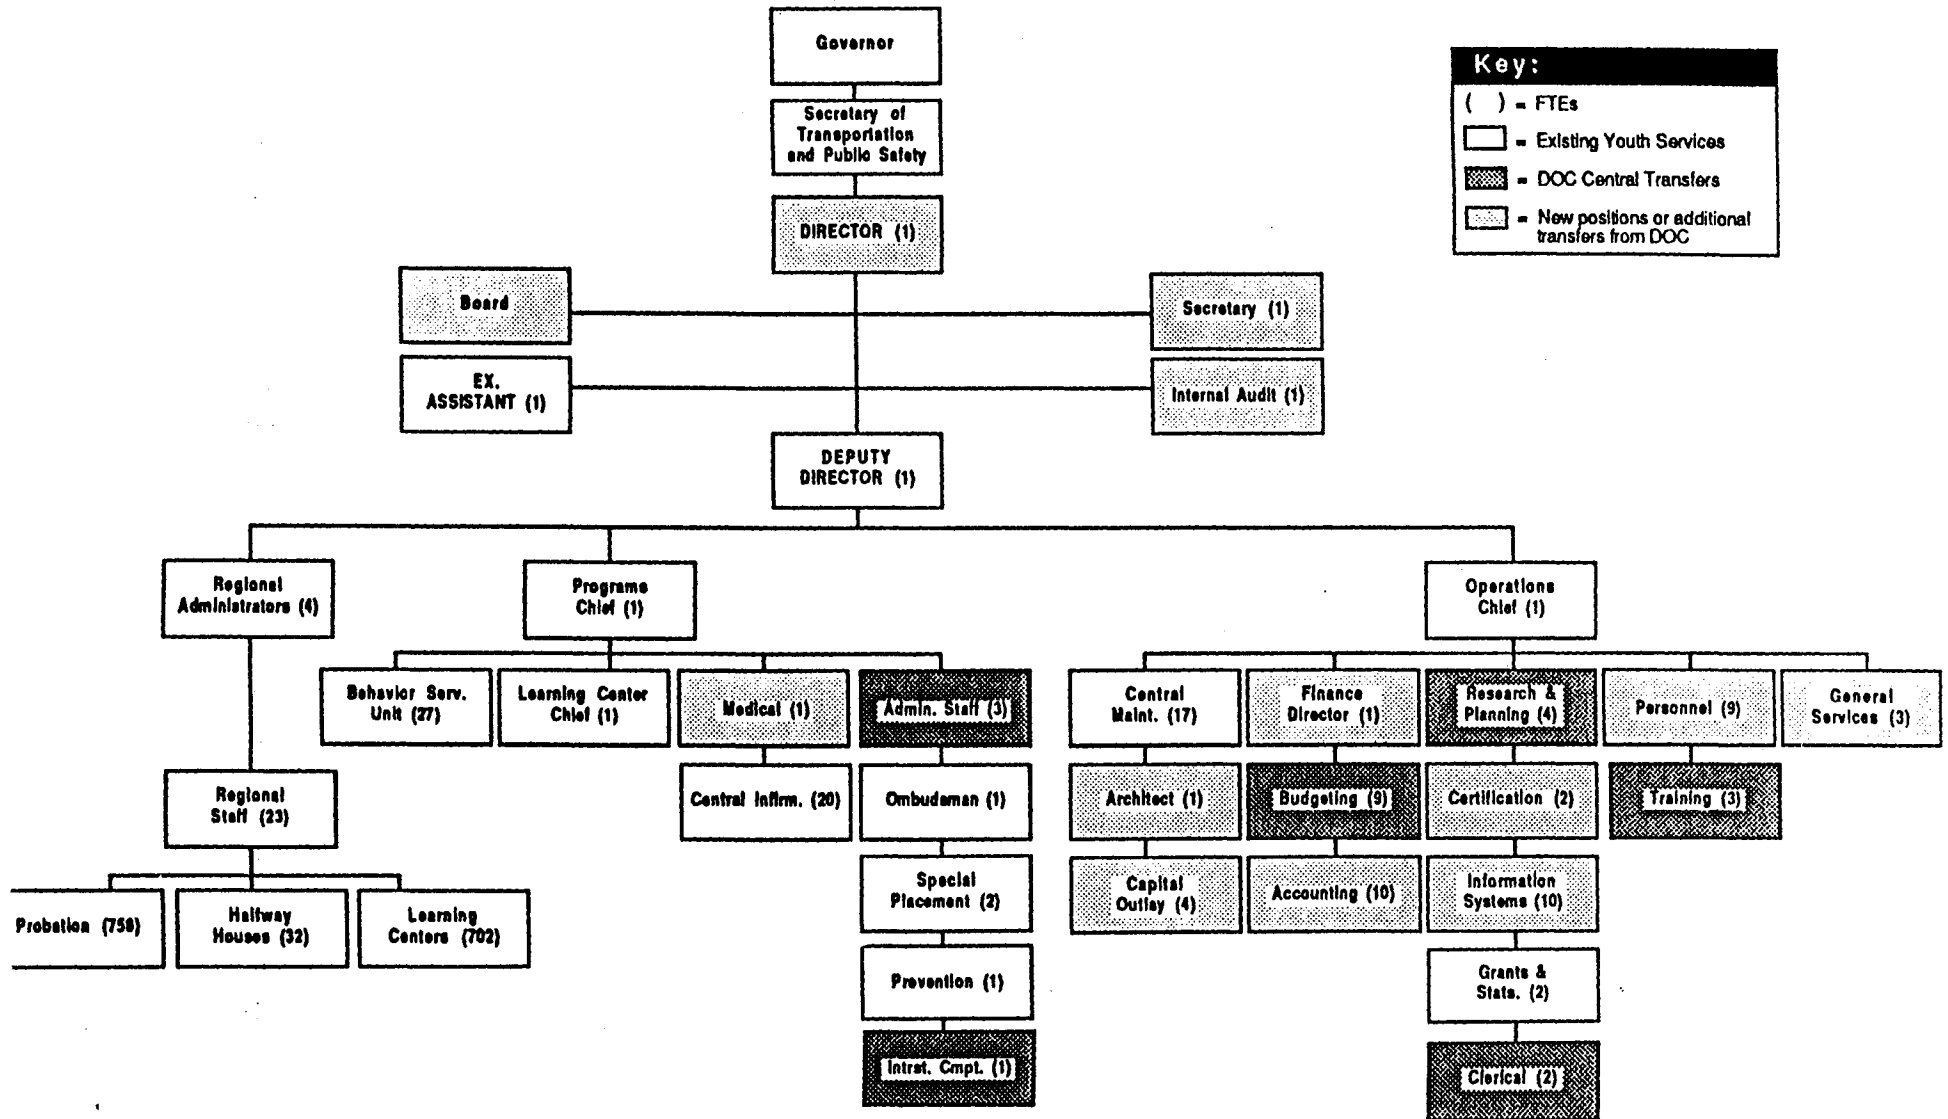 Governor
Key:
( ) = FTEs
= Existing Youth Services
= DOC Central Transfers
= New positions or additional
transfers from DOC
Secretary of
Transportation
and Public Safety
DIRECTOR (1)
Board
Secretary (1)
EX.
ASSISTANT (1)
Internal Audit (1)
DEPUTY
DIRECTOR (1)
Regional
Administrators (4)
Programs
Chief (1)
Operations
Chief (1)
Behavior Serv.
Unit (27)
Learning Center
Chief (1)
Medical (1)
Admin. Staff (3)
Central
Maint. (17)
Finance
Director (1)
Research &
Planning (4)
Personnel (9)
General
Services (3)
Regional
Staff (23)
Central Infirm. (20)
Ombudsman (1)
Architect (1)
Budgeting (9)
Certification (2)
Training (3)
Probation (758)
Halfway
Houses (32)
Learning
Centers (702)
Special
Placement (2)
Capital
Outlay (4)
Accounting (10)
Information
Systems (10)
Prevention (1)
Grants &
Stats. (2)
Intrst. Cmpt. (1)
Clerical (2)